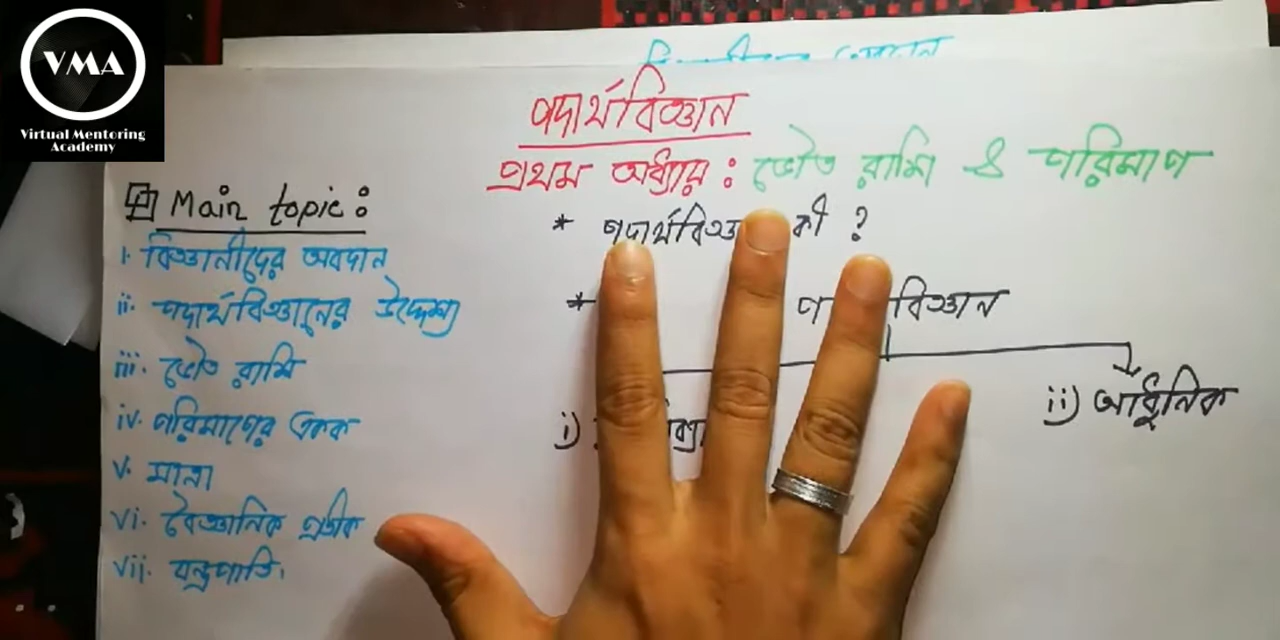 VMA
Virtual Mentoring
Academy
পদার্থবিজ্ঞান
প্রথম অধ্যায় : ভৌত রাশি ও পরিমাপ
Main topic :
i. বিজ্ঞানীদের অবদান
ii. পদার্থবিজ্ঞানের উদ্দেশ্য
iii. ভৌত রাশি
iv. পরিমাপের একক
v. মাত্রা
vi. বৈজ্ঞানিক প্রতীক
vii. যন্ত্রপাতি।
* পদার্থবিজ্ঞান কী ?
*
i)
ii) আধুনিক